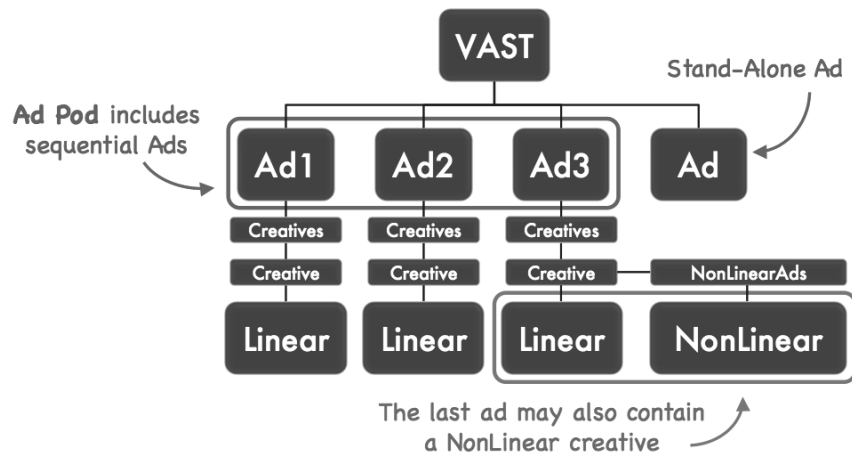 VAST
Stand-Alone Ad
Ad Pod includes
sequential Ads
Ad1
Ad2
Ad3
Ad
Creatives
Creatives
Creatives
Creative
Creative
Creative
NonLinearAds
Linear
Linear
Linear
NonLinear
The last ad may also contain
a NonLinear creative